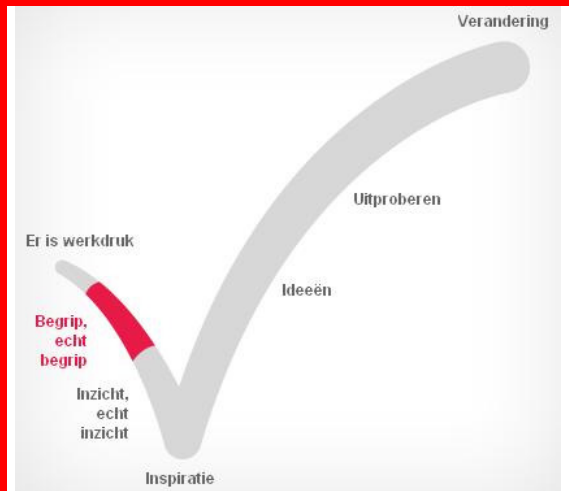 Verandering
Uitproberen
Er is werkdruk
Ideeën
Begrip,
echt
begrip
Inzicht,
echt
inzicht
Inspiratie